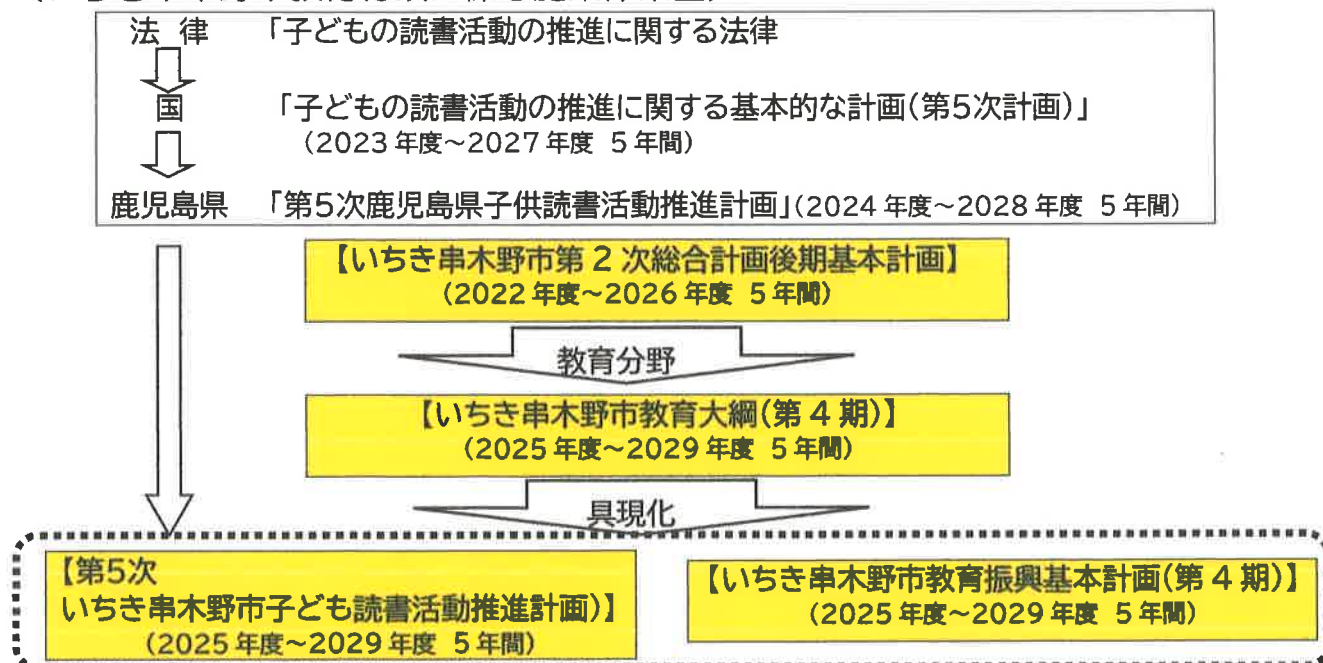 法 律 「子どもの読書活動の推進に関する法律
国 「子どもの読書活動の推進に関する基本的な計画(第5次計画)」
(2023年度～2027年度 5年間)
鹿児島県 「第5次鹿児島県子供読書活動推進計画」(2024年度～2028年度 5年間)
【いちき串木野市第2次総合計画後期基本計画】
(2022年度～2026年度 5年間)
教育分野
【いちき串木野市教育大綱(第4期)】
(2025年度～2029年度 5年間)
具現化
【第5次
いちき串木野市子ども読書活動推進計画)】
(2025年度～2029年度 5年間)
【いちき串木野市教育振興基本計画(第4期)】
(2025年度～2029年度 5年間)